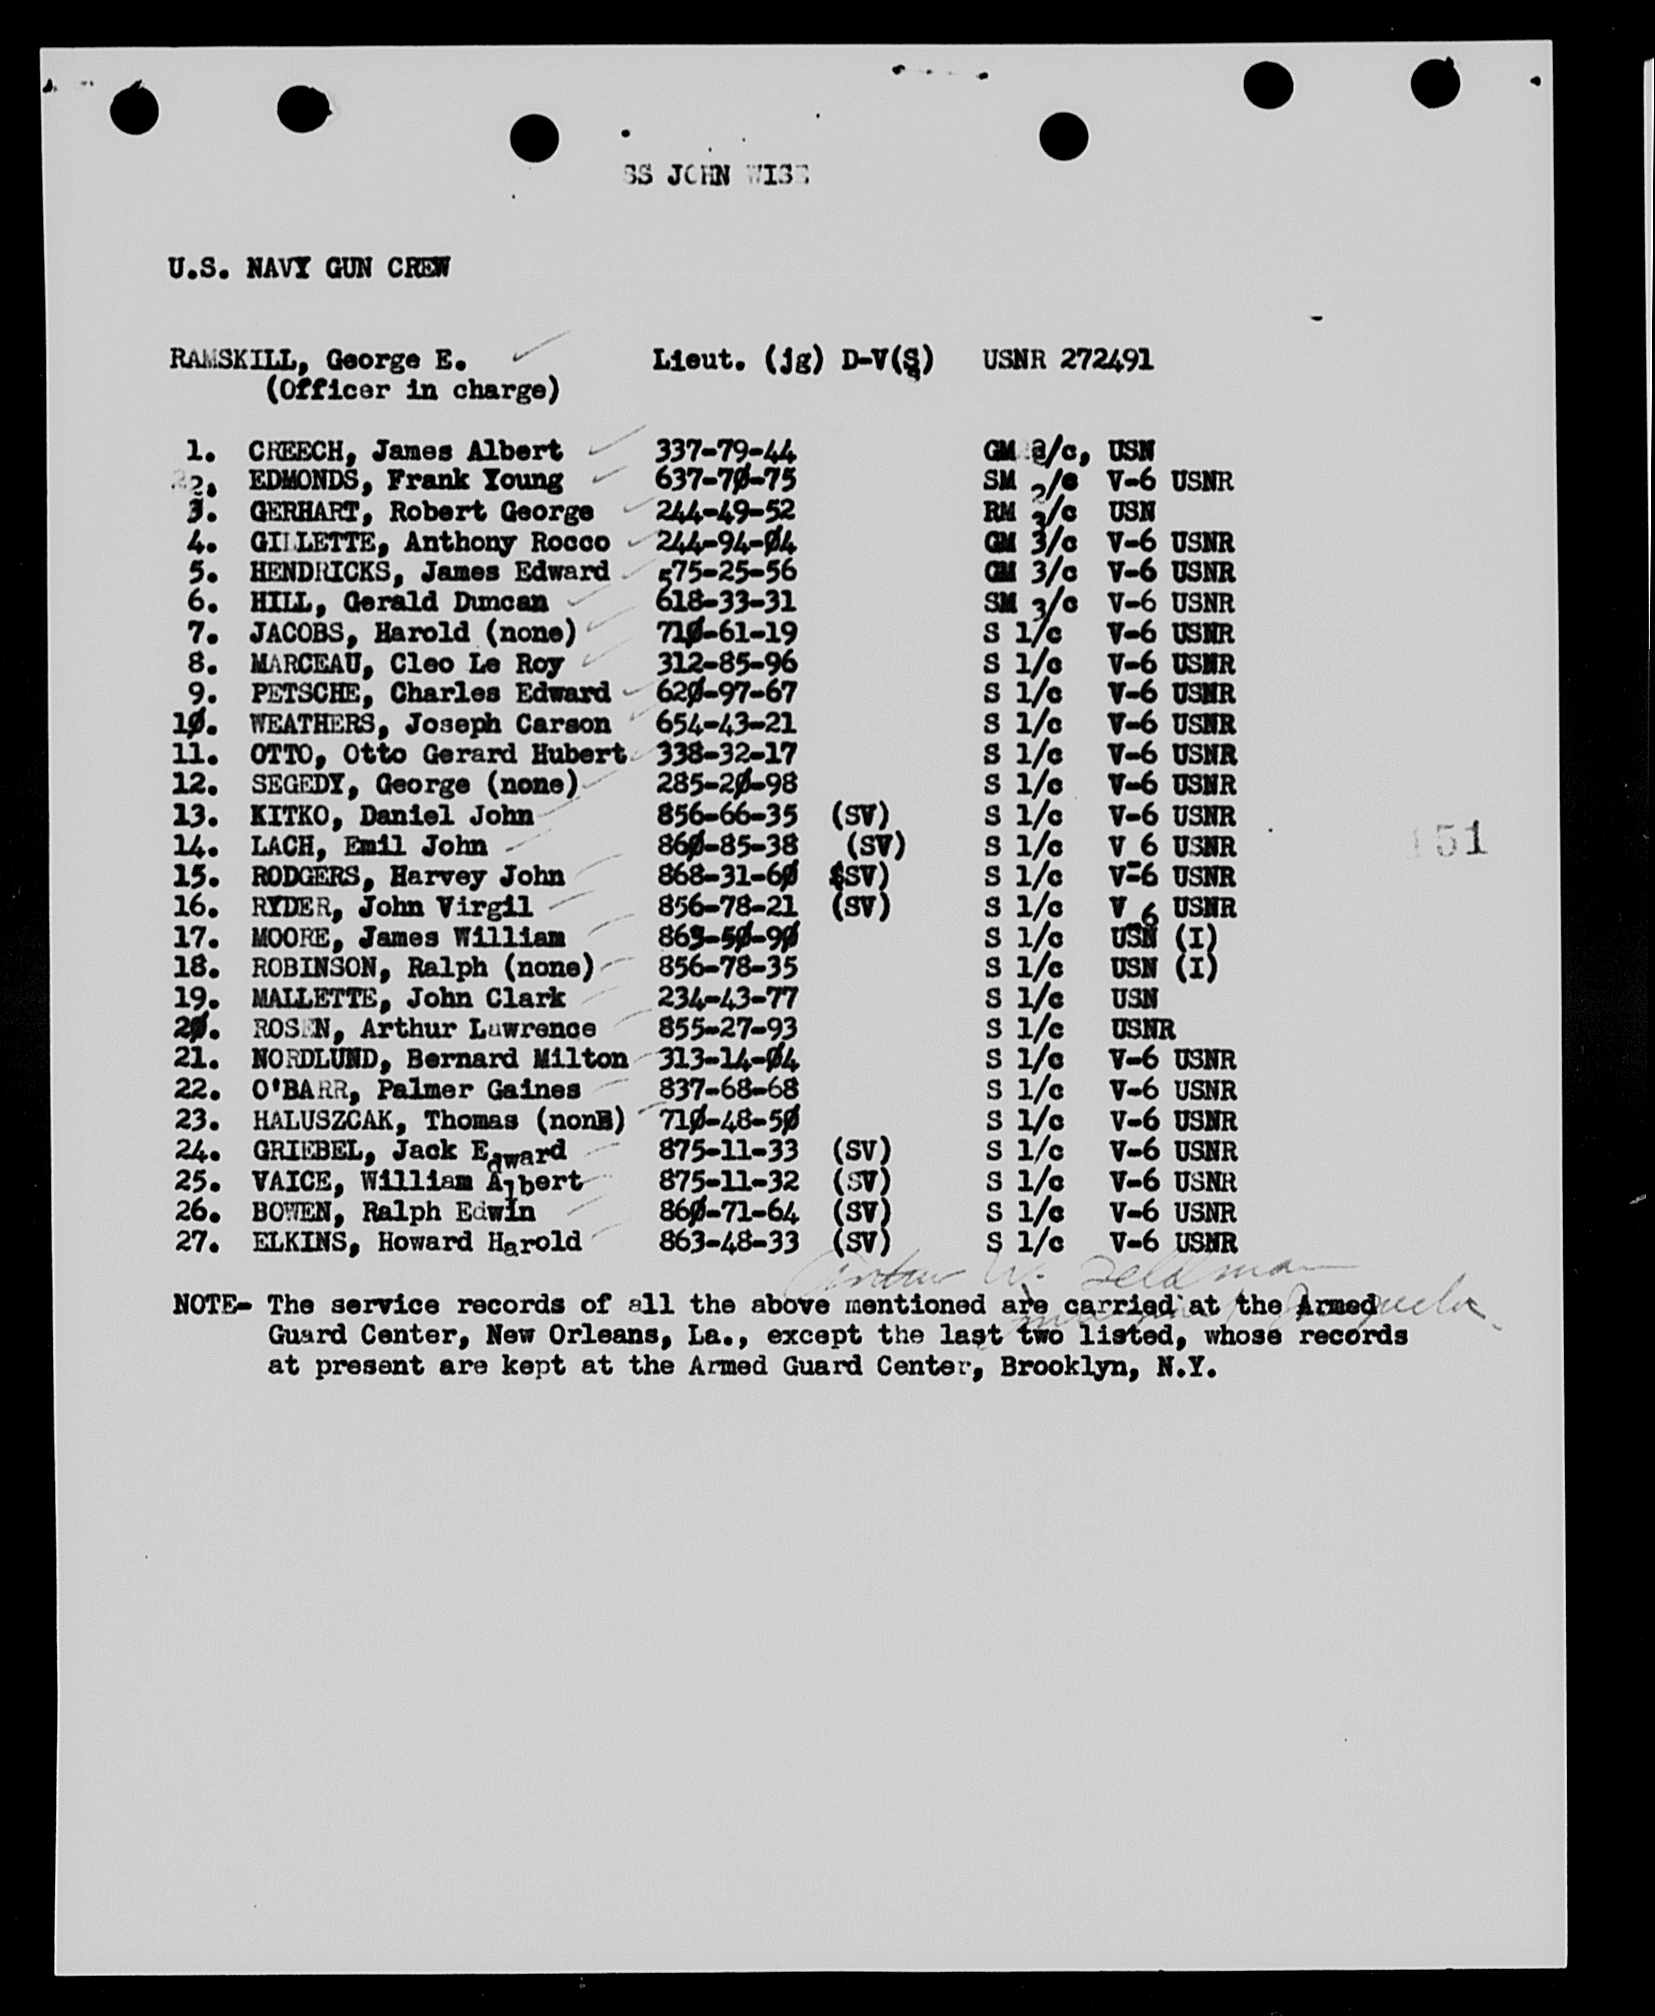 SS JOHN WISE
U.S. NAVY GUN CREW
RAMSKILL, George E. Lieut. (jg) D-V(S) USNR 272491
(Officer in charge)
1. CREECH, James Albert 337-79-44 GM 2/c, USN
2. EDMONDS, Frank Young 637-70-75 SM 2/c V-6 USNR
3. GERHART, Robert George 244-49-52 RM 3/c USN
4. GILLETTE, Anthony Rocco 244-94-04 GM 3/c V-6 USNR
5. HENDRICKS, James Edward 575-25-56 GM 3/c V-6 USNR
6. HILL, Gerald Duncan 618-33-31 SM 3/c V-6 USNR
7. JACOBS, Harold (none) 710-61-19 S 1/c V-6 USNR
8. MARCEAU, Cleo Le Roy 312-85-96 S 1/c V-6 USNR
9. PETSCHE, Charles Edward 620-97-67 S 1/c V-6 USNR
10. WEATHERS, Joseph Carson 654-43-21 S 1/c V-6 USNR
11. OTTO, Otto Gerard Hubert 338-32-17 S 1/c V-6 USNR
12. SEGEDY, George (none) 285-20-98 S 1/c V-6 USNR
13. KITKO, Daniel John 856-66-35 (SV) S 1/c V-6 USNR
14. LACH, Emil John 860-85-38 (SV) S 1/c V 6 USNR
15. RODGERS, Harvey John 868-31-60 (SV) S 1/c V-6 USNR
16. RYDER, John Virgil 856-78-21 (SV) S 1/c V 6 USNR
17. MOORE, James William 863-50-90 S 1/c USN (I)
18. ROBINSON, Ralph (none) 856-78-35 S 1/c USN (I)
19. MALLETTE, John Clark 234-43-77 S 1/c USN
20. ROSEN, Arthur Lawrence 855-27-93 S 1/c USNR
21. NORDLUND, Bernard Milton 313-14-04 S 1/c V-6 USNR
22. O'BARR, Palmer Gaines 837-68-68 S 1/c V-6 USNR
23. HALUSZCAK, Thomas (nonB) 710-48-50 S 1/c V-6 USNR
24. GRIEBEL, Jack Edward 875-11-33 (SV) S 1/c V-6 USNR
25. VAICE, William Albert 875-11-32 (SV) S 1/c V-6 USNR
26. BOWEN, Ralph Edwin 860-71-64 (SV) S 1/c V-6 USNR
27. ELKINS, Howard Harold 863-48-33 (SV) S 1/c V-6 USNR
151
NOTE- The service records of all the above mentioned are carried at the Armed
Guard Center, New Orleans, La., except the last two listed, whose records
at present are kept at the Armed Guard Center, Brooklyn, N.Y.